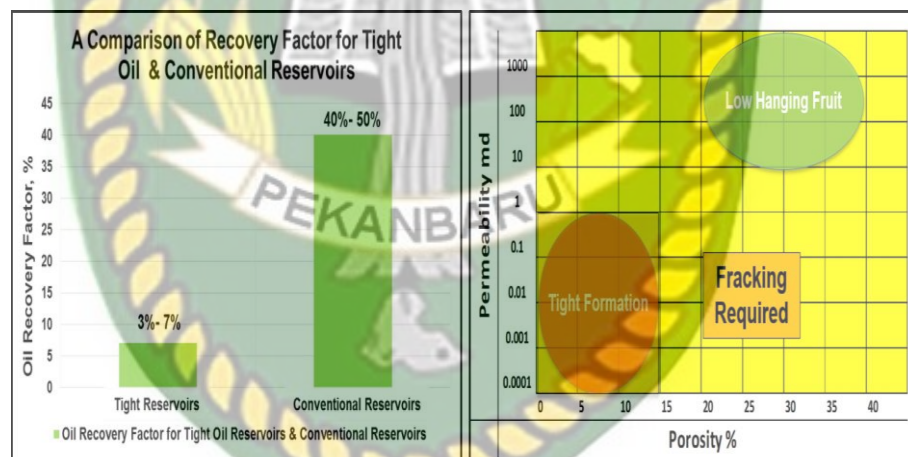 A Comparison of Recovery Factor for Tight
Oil & Conventional Reservoirs
Oil Recovery Factor, %
45
40
35
30
25
20
15
10
5
0
3%- 7%
40%- 50%
Tight Reservoirs
Conventional Reservoirs
Oil Recovery Factor for Tight Oil Reservoirs & Conventional Reservoirs
PEKANBARU
Permeability md
1000
100
10
1
0.1
0.01
0.001
0.0001
Low Hanging Fruit
Tight Formation
Fracking
Required
0 5 10 15 20 25 30 35 40
Porosity %